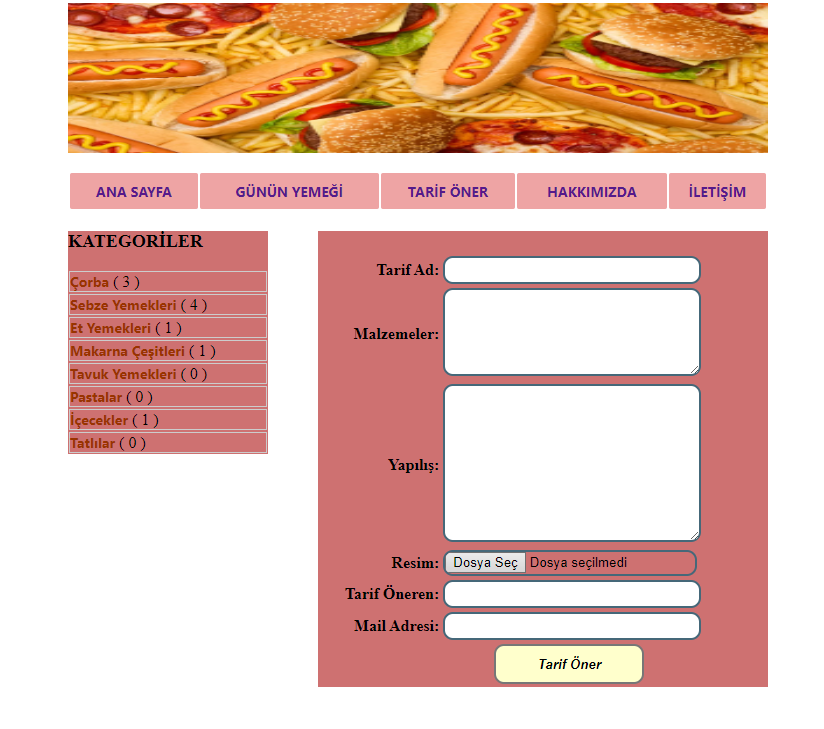 ANA SAYFA GÜNÜN YEMEĞİ TARİF ÖNER HAKKIMIZDA İLETİŞİM
KATEGORİLER
Çorba ( 3 )
Sebze Yemekleri ( 4 )
Et Yemekleri ( 1 )
Makarna Çeşitleri ( 1 )
Tavuk Yemekleri ( 0 )
Pastalar ( 0 )
İçecekler ( 1 )
Tatlılar ( 0 )
Tarif Ad:
Malzemeler:
Yapılış:
Resim: Dosya Seç Dosya seçilmedi
Tarif Öneren:
Mail Adresi:
Tarif Öner